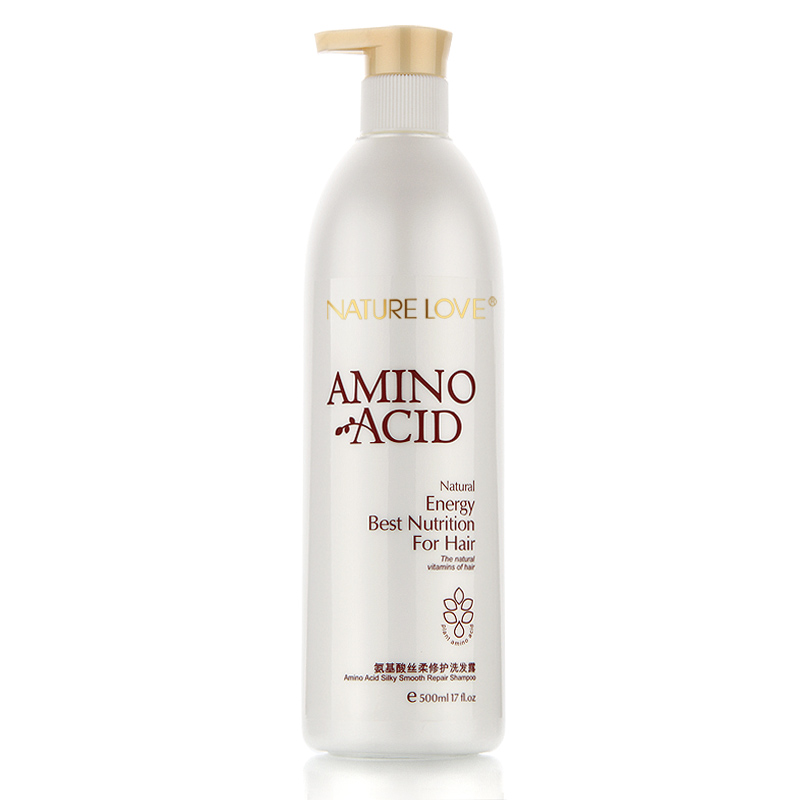 NATURE LOVE®
AMINO
ACID
Natural
Energy
Best Nutrition
For Hair
The natural
vitamins of hair
plant amino acid
氨基酸丝柔修护洗发露
Amino Acid Silky Smooth Repair Shampoo
e 500ml 17 fl.oz